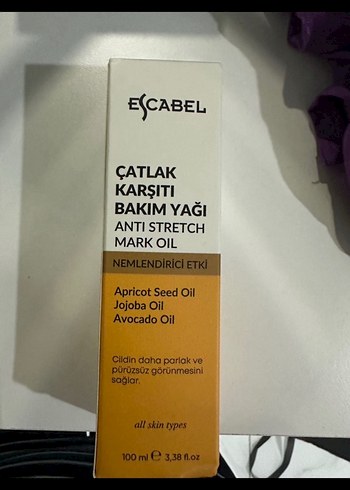 ESCABEL
ÇATLAK
KARŞITI
BAKIM YAĞI
ANTI STRETCH
MARK OIL
NEMLENDİRİCİ ETKİ
Apricot Seed Oil
Jojoba Oil
Avocado Oil
Cildin daha parlak ve
pürüzsüz görünmesini
sağlar.
all skin types
100 ml ℮ 3,38 fl.oz